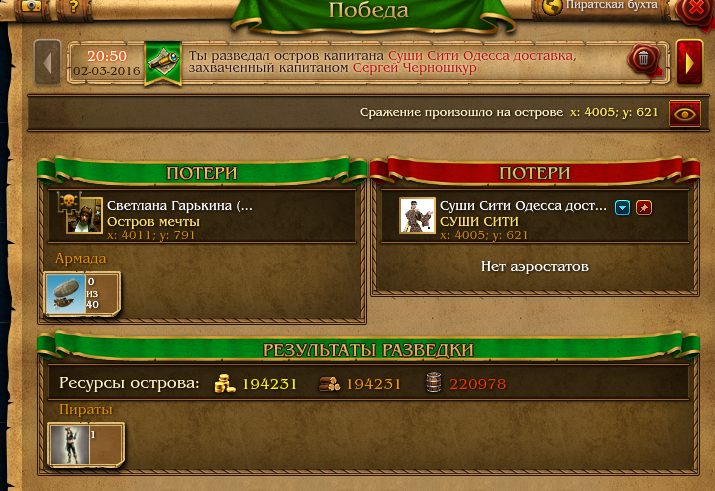 ?
Победа
Пиратская бухта
20:50
02-03-2016
Ты разведал остров капитана Суши Сити Одесса доставка,
захваченный капитаном Сергей Черношкур
Сражение произошло на острове x: 4005; y: 621
ПОТЕРИ
Светлана Гарькина (...
Остров мечты
x: 4011; y: 791
Армада
0
из
40
ПОТЕРИ
Суши Сити Одесса дост...
СУШИ СИТИ
x: 4005; y: 621
Нет аэростатов
РЕЗУЛЬТАТЫ РАЗВЕДКИ
Ресурсы острова: 194231 194231 220978
Пираты
1